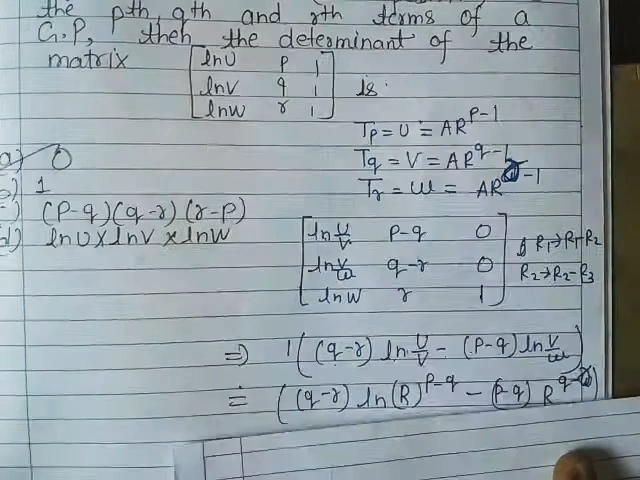 the pth, qth and rth terms of a
G.P, then the determinant of the
matrix [lnU p 1
lnV q 1
lnW r 1] is
Tp = U = AR^P-1
Tq = V = AR^q-1
Tr = W = AR -1
a) 0
1
(P-q)(q-r)(r-p)
d) lnU x lnV x lnW
[ln U/V P-q 0
ln V/W q-r 0
lnW r 1]
R1→R1-R2
R2→R2-R3
⇒ 1((q-r) ln U/V - (P-q) ln V/W)
= ((q-r) ln(R)^P-q - (P-q) R^q-